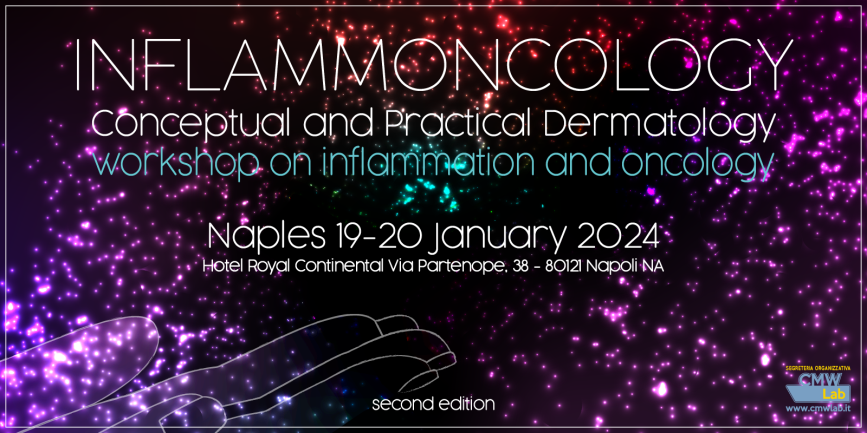 INFLAMMONCOLOGY
Conceptual and Practical Dermatology
workshop on inflammation and oncology
Naples 19-20 January 2024
Hotel Royal Continental Via Partenope, 38 - 80121 Napoli NA
second edition
SEGRETERIA ORGANIZZATIVA
CMW
Lab
www.cmwlab.it